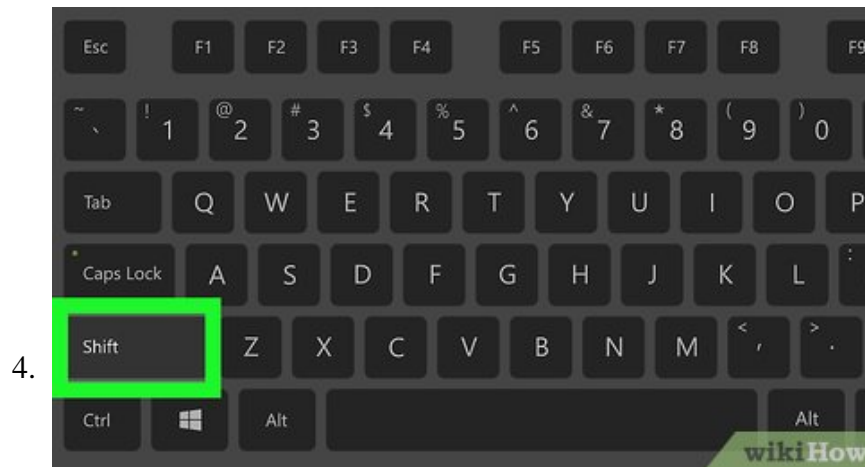 Esc F1 F2 F3 F4 F5 F6 F7 F8 F9
~ ` ! 1 @ 2 # 3 $ 4 % 5 ^ 6 & 7 * 8 ( 9 ) 0
Tab Q W E R T Y U I O P
Caps Lock A S D F G H J K L :
4. Shift Z X C V B N M < , > .
Ctrl Alt Alt
wikiHow